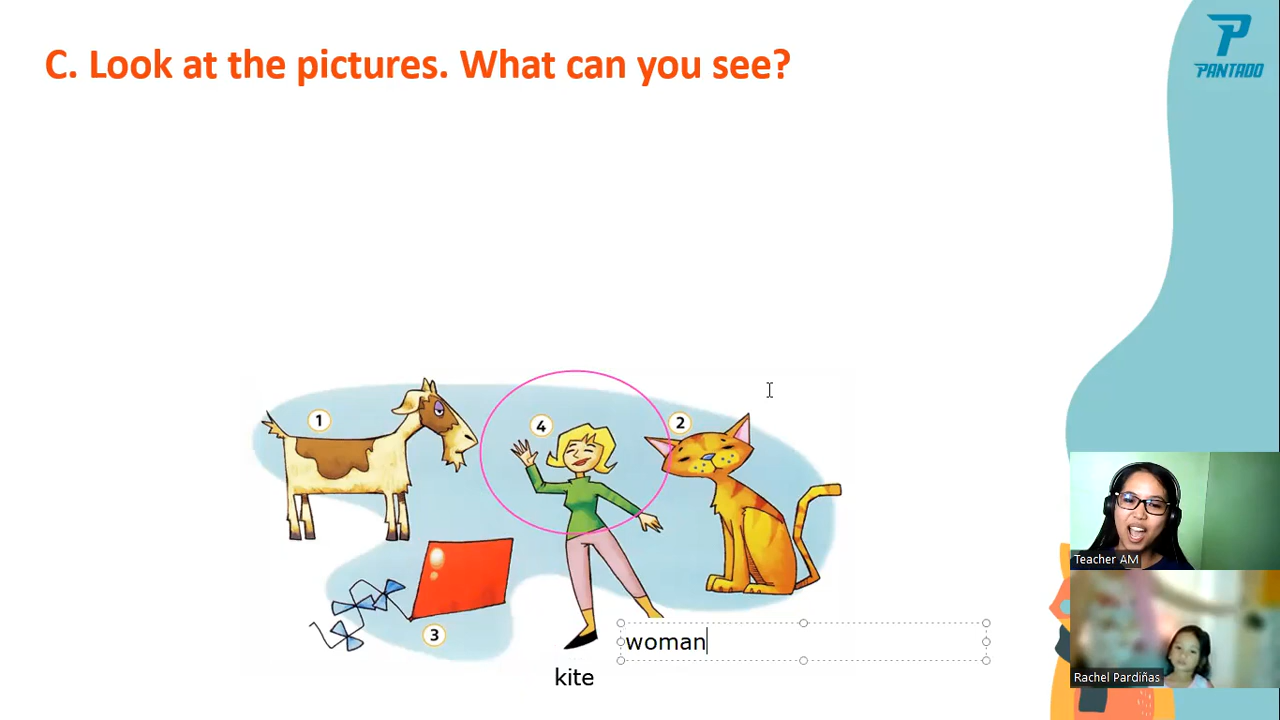 C. Look at the pictures. What can you see?
P
PANTADO
1
4
2
3
woman
kite
Teacher AM
Rachel Pardiñas